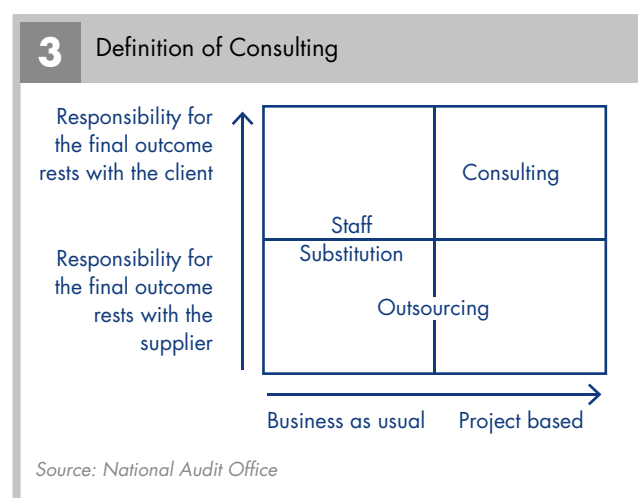 3 Definition of Consulting
Responsibility for
the final outcome
rests with the client
Consulting
Staff
Substitution
Responsibility for
the final outcome
rests with the
supplier
Outsourcing
Business as usual Project based
Source: National Audit Office